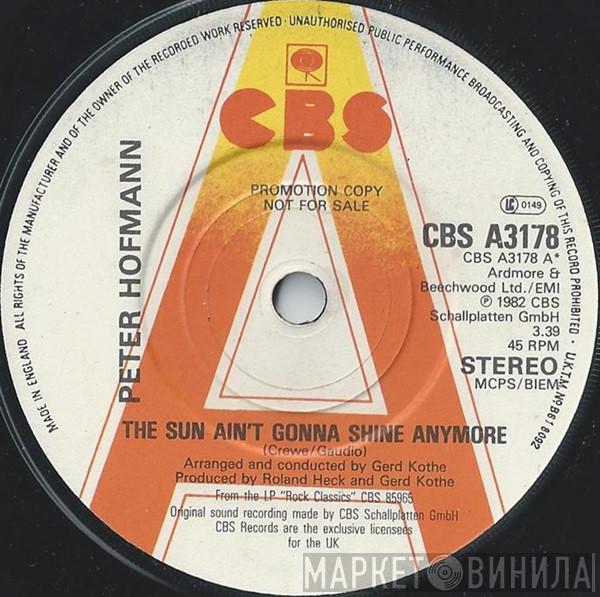 MADE IN ENGLAND ALL RIGHTS OF THE MANUFACTURER AND OF THE OWNER OF THE RECORDED WORK RESERVED · UNAUTHORISED PUBLIC PERFORMANCE BROADCASTING AND COPYING OF THIS RECORD PROHIBITED · U.K.T.M. Nº B61 8092
CBS
PROMOTION COPY
NOT FOR SALE
PETER HOFMANN
LC 0149
CBS A3178
CBS A3178 A*
Ardmore &
Beechwood Ltd./EMI
℗ 1982 CBS
Schallplatten GmbH
3.39
45 RPM
STEREO
MCPS/BIEM
THE SUN AIN'T GONNA SHINE ANYMORE
(Crewe/Gaudio)
Arranged and conducted by Gerd Kothe
Produced by Roland Heck and Gerd Kothe
From the LP "Rock Classics" CBS 85965
Original sound recording made by CBS Schallplatten GmbH
CBS Records are the exclusive licensees
for the UK
A
МАРКЕТ ВИНИЛА